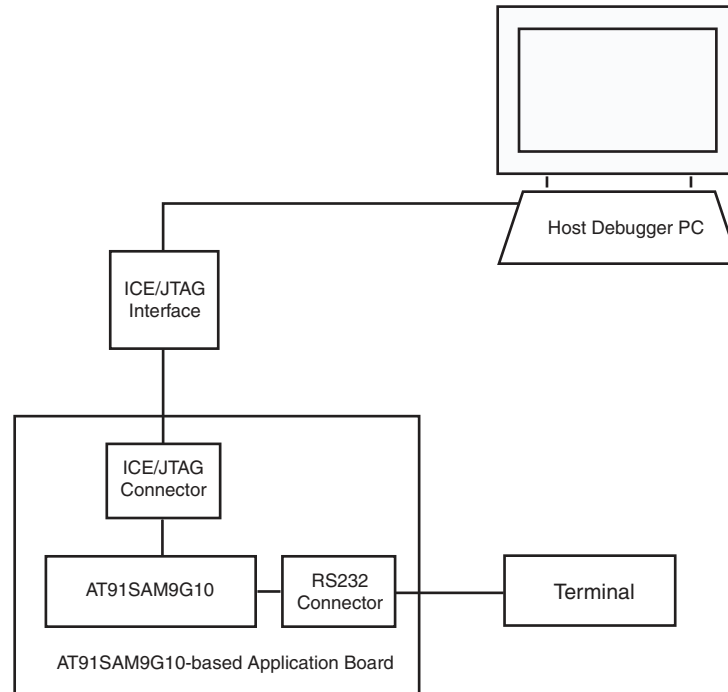 Host Debugger PC
ICE/JTAG
Interface
ICE/JTAG
Connector
AT91SAM9G10
RS232
Connector
Terminal
AT91SAM9G10-based Application Board